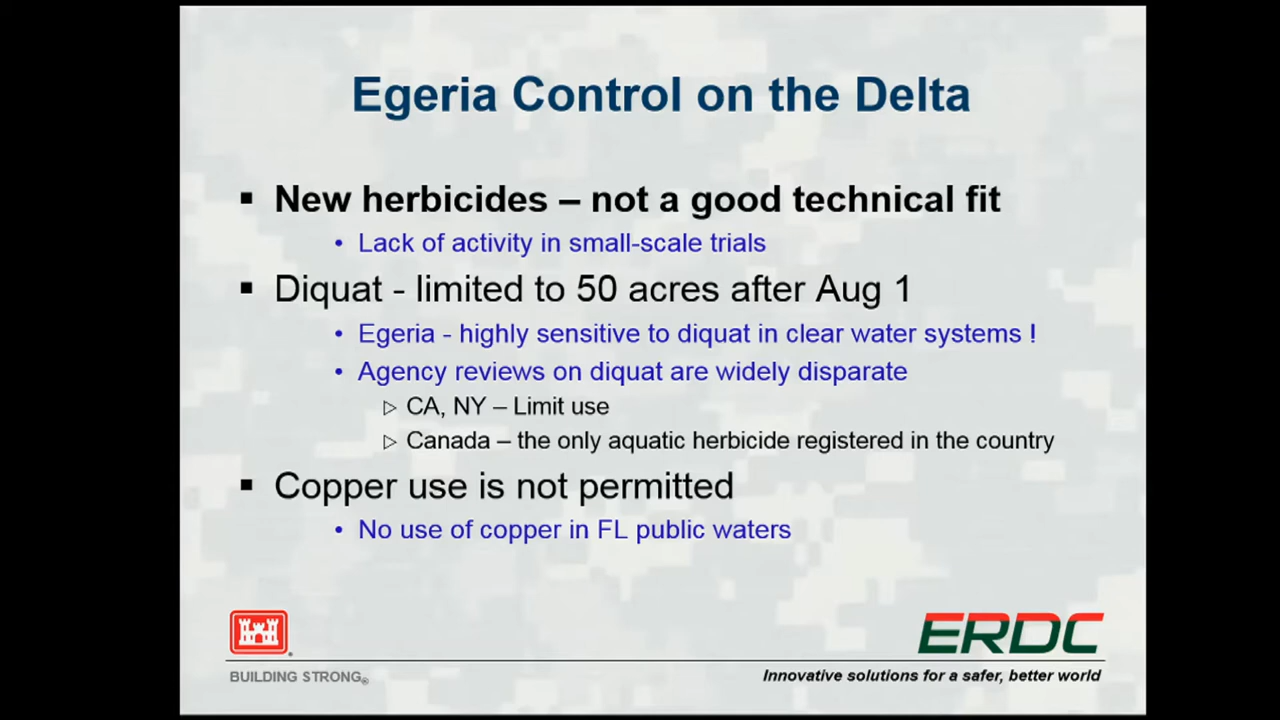 Egeria Control on the Delta
▪ New herbicides – not a good technical fit
• Lack of activity in small-scale trials
▪ Diquat - limited to 50 acres after Aug 1
• Egeria - highly sensitive to diquat in clear water systems !
• Agency reviews on diquat are widely disparate
▷ CA, NY – Limit use
▷ Canada – the only aquatic herbicide registered in the country
▪ Copper use is not permitted
• No use of copper in FL public waters
ERDC
BUILDING STRONG®
Innovative solutions for a safer, better world